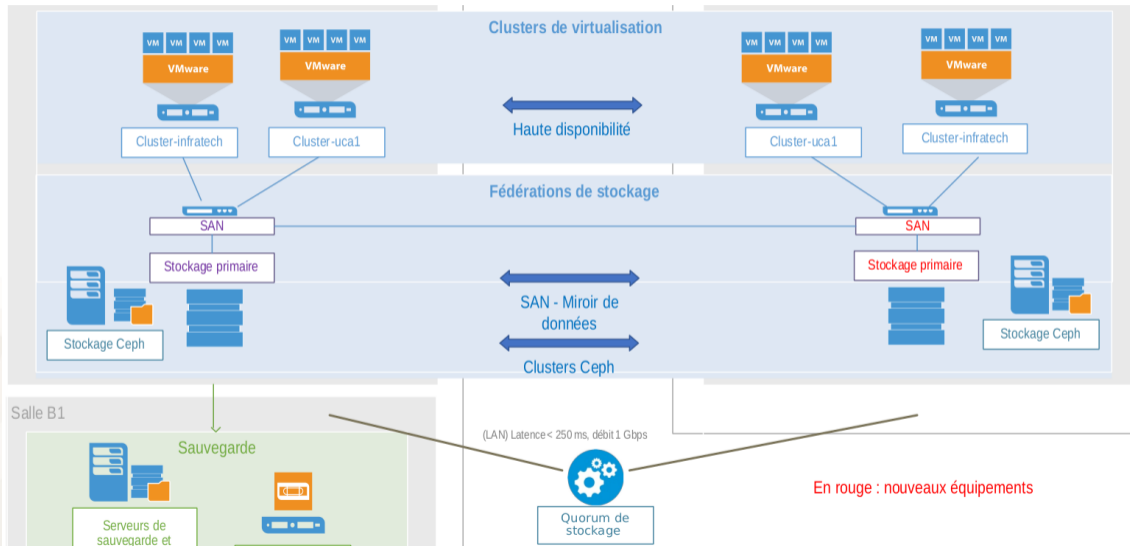 Clusters de virtualisation
VM VM VM VM
VMware
VM VM VM VM
VMware
VM VM VM VM
VMware
VM VM VM VM
VMware
Haute disponibilité
Cluster-infratech
Cluster-uca1
Cluster-uca1
Cluster-infratech
Fédérations de stockage
SAN
SAN
Stockage primaire
Stockage primaire
SAN - Miroir de
données
Stockage Ceph
Stockage Ceph
Clusters Ceph
Salle B1
(LAN) Latence < 250 ms, débit 1 Gbps
Sauvegarde
En rouge : nouveaux équipements
Quorum de
stockage
Serveurs de
sauvegarde et